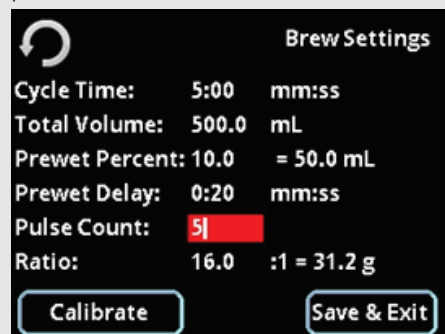 Brew Settings
Cycle Time: 5:00 mm:ss
Total Volume: 500.0 mL
Prewet Percent: 10.0 = 50.0 mL
Prewet Delay: 0:20 mm:ss
Pulse Count: 5
Ratio: 16.0 :1 = 31.2 g
Calibrate Save & Exit